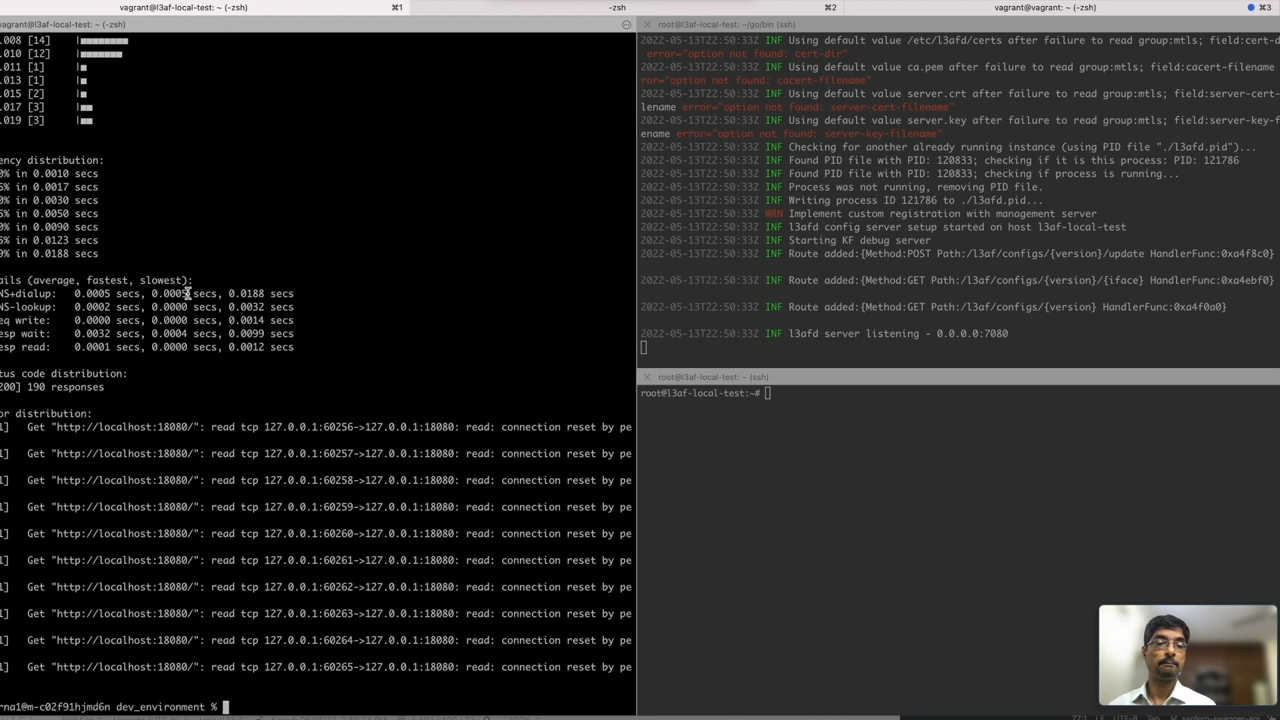 vagrant@l3af-local-test: ~ (-zsh)
⌘1
-zsh
⌘2
vagrant@vagrant: ~ (-zsh)
⌘3
vagrant@l3af-local-test: ~ (-zsh)
.008 [14]
.010 [12]
.011 [1]
.013 [1]
.015 [2]
.017 [3]
.019 [3]
ency distribution:
0% in 0.0010 secs
5% in 0.0017 secs
0% in 0.0030 secs
5% in 0.0050 secs
0% in 0.0090 secs
5% in 0.0123 secs
9% in 0.0188 secs
ails (average, fastest, slowest):
NS+dialup: 0.0005 secs, 0.0005 secs, 0.0188 secs
NS-lookup: 0.0002 secs, 0.0000 secs, 0.0032 secs
eq write: 0.0000 secs, 0.0000 secs, 0.0014 secs
esp wait: 0.0032 secs, 0.0004 secs, 0.0099 secs
esp read: 0.0001 secs, 0.0000 secs, 0.0012 secs
tus code distribution:
200] 190 responses
or distribution:
1] Get "http://localhost:18080/": read tcp 127.0.0.1:60256->127.0.0.1:18080: read: connection reset by pe
1] Get "http://localhost:18080/": read tcp 127.0.0.1:60257->127.0.0.1:18080: read: connection reset by pe
1] Get "http://localhost:18080/": read tcp 127.0.0.1:60258->127.0.0.1:18080: read: connection reset by pe
1] Get "http://localhost:18080/": read tcp 127.0.0.1:60259->127.0.0.1:18080: read: connection reset by pe
1] Get "http://localhost:18080/": read tcp 127.0.0.1:60260->127.0.0.1:18080: read: connection reset by pe
1] Get "http://localhost:18080/": read tcp 127.0.0.1:60261->127.0.0.1:18080: read: connection reset by pe
1] Get "http://localhost:18080/": read tcp 127.0.0.1:60262->127.0.0.1:18080: read: connection reset by pe
1] Get "http://localhost:18080/": read tcp 127.0.0.1:60263->127.0.0.1:18080: read: connection reset by pe
1] Get "http://localhost:18080/": read tcp 127.0.0.1:60264->127.0.0.1:18080: read: connection reset by pe
1] Get "http://localhost:18080/": read tcp 127.0.0.1:60265->127.0.0.1:18080: read: connection reset by pe
rna1@m-c02f91hjmd6n dev_environment %
root@l3af-local-test: ~/go/bin (ssh)
2022-05-13T22:50:33Z INF Using default value /etc/l3afd/certs after failure to read group:mtls; field:cert-d
error="option not found: cert-dir"
2022-05-13T22:50:33Z INF Using default value ca.pem after failure to read group:mtls; field:cacert-filename
ror="option not found: cacert-filename"
2022-05-13T22:50:33Z INF Using default value server.crt after failure to read group:mtls; field:server-cert-
lename error="option not found: server-cert-filename"
2022-05-13T22:50:33Z INF Using default value server.key after failure to read group:mtls; field:server-key-f
ename error="option not found: server-key-filename"
2022-05-13T22:50:33Z INF Checking for another already running instance (using PID file "./l3afd.pid")...
2022-05-13T22:50:33Z INF Found PID file with PID: 120833; checking if it is this process: PID: 121786
2022-05-13T22:50:33Z INF Found PID file with PID: 120833; checking if process is running...
2022-05-13T22:50:33Z INF Process was not running, removing PID file.
2022-05-13T22:50:33Z INF Writing process ID 121786 to ./l3afd.pid...
2022-05-13T22:50:33Z WRN Implement custom registration with management server
2022-05-13T22:50:33Z INF l3afd config server setup started on host l3af-local-test
2022-05-13T22:50:33Z INF Starting KF debug server
2022-05-13T22:50:33Z INF Route added:{Method:POST Path:/l3af/configs/{version}/update HandlerFunc:0xa4f8c0}
2022-05-13T22:50:33Z INF Route added:{Method:GET Path:/l3af/configs/{version}/{iface} HandlerFunc:0xa4ebf0}
2022-05-13T22:50:33Z INF Route added:{Method:GET Path:/l3af/configs/{version} HandlerFunc:0xa4f0a0}
2022-05-13T22:50:33Z INF l3afd server listening - 0.0.0.0:7080
root@l3af-local-test: ~ (ssh)
root@l3af-local-test:~#